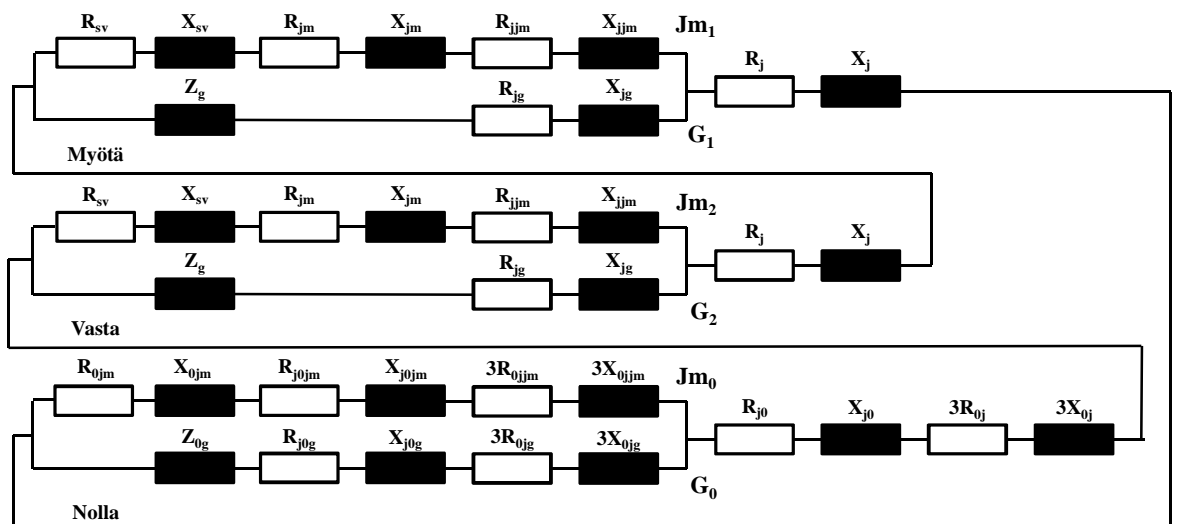 R_sv X_sv R_jm X_jm R_jjm X_jjm Jm_1
R_j X_j
Z_g R_jg X_jg
G_1
Myötä
R_sv X_sv R_jm X_jm R_jjm X_jjm Jm_2
R_j X_j
Z_g R_jg X_jg
G_2
Vasta
R_0jm X_0jm R_j0jm X_j0jm 3R_0jjm 3X_0jjm Jm_0
R_j0 X_j0 3R_0j 3X_0j
Z_0g R_j0g X_j0g 3R_0jg 3X_0jg
G_0
Nolla